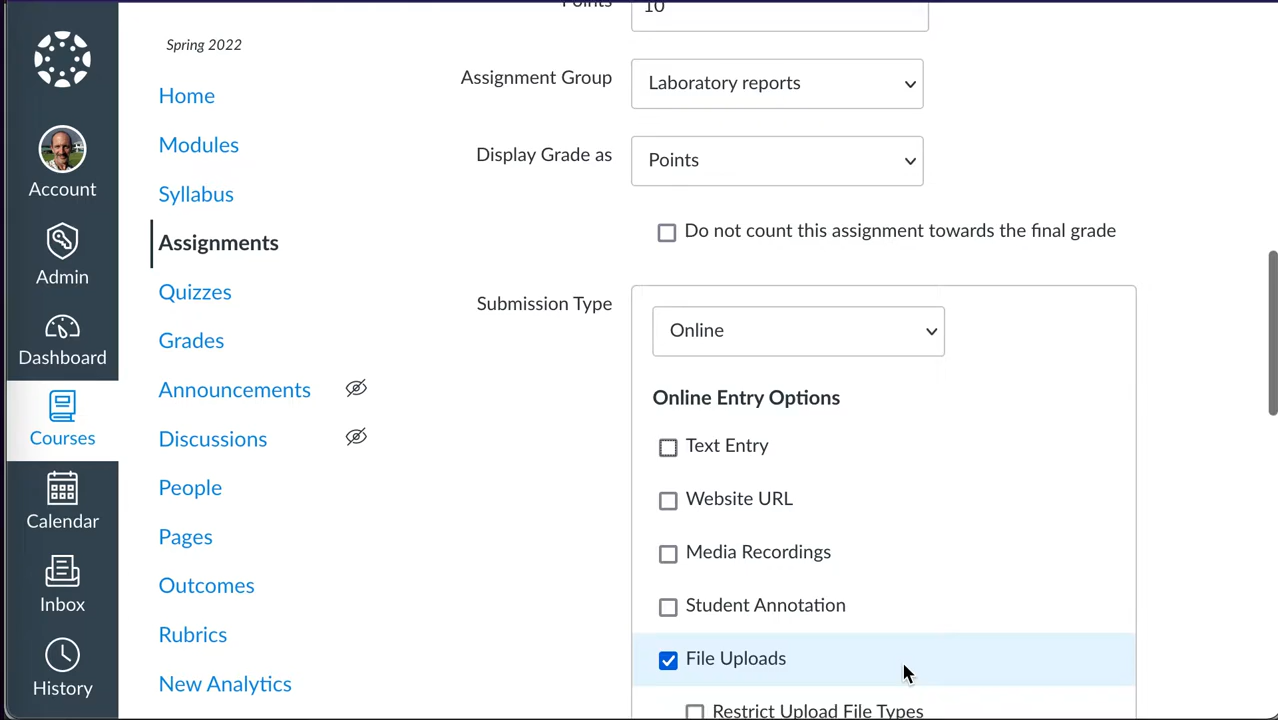 Points
10
Spring 2022
Account
Admin
Dashboard
Courses
Calendar
Inbox
History
Home
Modules
Syllabus
Assignments
Quizzes
Grades
Announcements
Discussions
People
Pages
Outcomes
Rubrics
New Analytics
Assignment Group
Laboratory reports
Display Grade as
Points
Do not count this assignment towards the final grade
Submission Type
Online
Online Entry Options
Text Entry
Website URL
Media Recordings
Student Annotation
File Uploads
Restrict Upload File Types